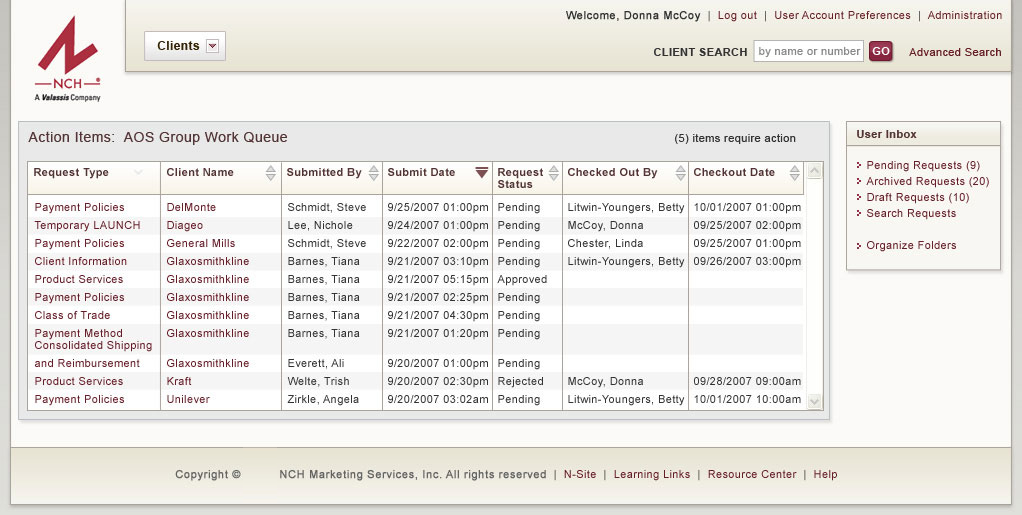 Welcome, Donna McCoy | Log out | User Account Preferences | Administration
Clients
CLIENT SEARCH by name or number GO Advanced Search
NCH
A Valassis Company
Action Items: AOS Group Work Queue (5) items require action
Request Type Client Name Submitted By Submit Date Request Status Checked Out By Checkout Date
Payment Policies DelMonte Schmidt, Steve 9/25/2007 01:00pm Pending Litwin-Youngers, Betty 10/01/2007 01:00pm
Temporary LAUNCH Diageo Lee, Nichole 9/24/2007 01:00pm Pending McCoy, Donna 09/25/2007 02:00pm
Payment Policies General Mills Schmidt, Steve 9/22/2007 02:00pm Pending Chester, Linda 09/25/2007 01:00pm
Client Information Glaxosmithkline Barnes, Tiana 9/21/2007 03:10pm Pending Litwin-Youngers, Betty 09/26/2007 03:00pm
Product Services Glaxosmithkline Barnes, Tiana 9/21/2007 05:15pm Approved
Payment Policies Glaxosmithkline Barnes, Tiana 9/21/2007 02:25pm Pending
Class of Trade Glaxosmithkline Barnes, Tiana 9/21/2007 04:30pm Pending
Payment Method Glaxosmithkline Barnes, Tiana 9/21/2007 01:20pm Pending
Consolidated Shipping
and Reimbursement Glaxosmithkline Everett, Ali 9/20/2007 01:00pm Pending
Product Services Kraft Welte, Trish 9/20/2007 02:30pm Rejected McCoy, Donna 09/28/2007 09:00am
Payment Policies Unilever Zirkle, Angela 9/20/2007 03:02am Pending Litwin-Youngers, Betty 10/01/2007 10:00am
User Inbox
Pending Requests (9)
Archived Requests (20)
Draft Requests (10)
Search Requests
Organize Folders
Copyright © NCH Marketing Services, Inc. All rights reserved | N-Site | Learning Links | Resource Center | Help